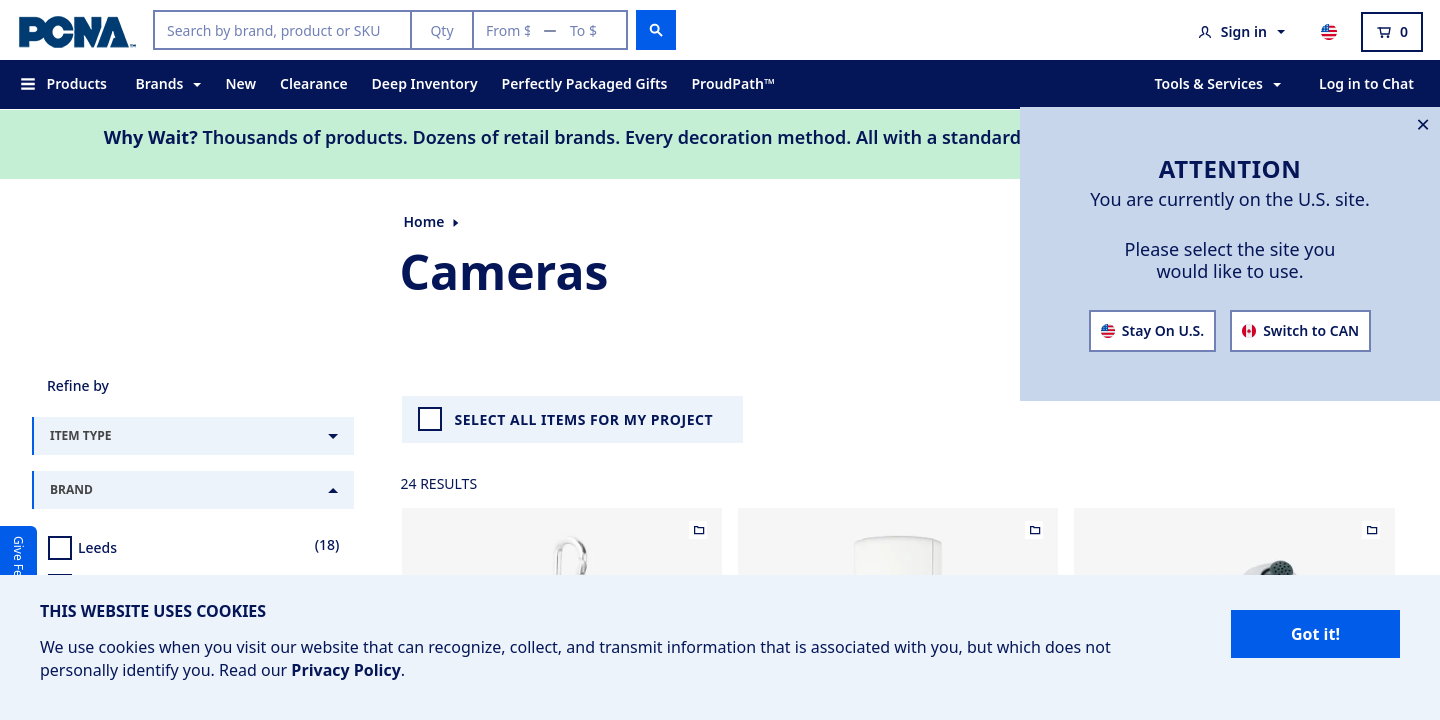 PCNA
Search by brand, product or SKU
Qty
From $ — To $
Sign in
0
Products
Brands
New
Clearance
Deep Inventory
Perfectly Packaged Gifts
ProudPath™
Tools & Services
Log in to Chat
Why Wait? Thousands of products. Dozens of retail brands. Every decoration method. All with a standard
ATTENTION
You are currently on the U.S. site.
Please select the site you
would like to use.
Stay On U.S.
Switch to CAN
Home
Cameras
Refine by
ITEM TYPE
BRAND
Leeds (18)
SELECT ALL ITEMS FOR MY PROJECT
24 RESULTS
Give Fe
THIS WEBSITE USES COOKIES
We use cookies when you visit our website that can recognize, collect, and transmit information that is associated with you, but which does not
personally identify you. Read our Privacy Policy.
Got it!